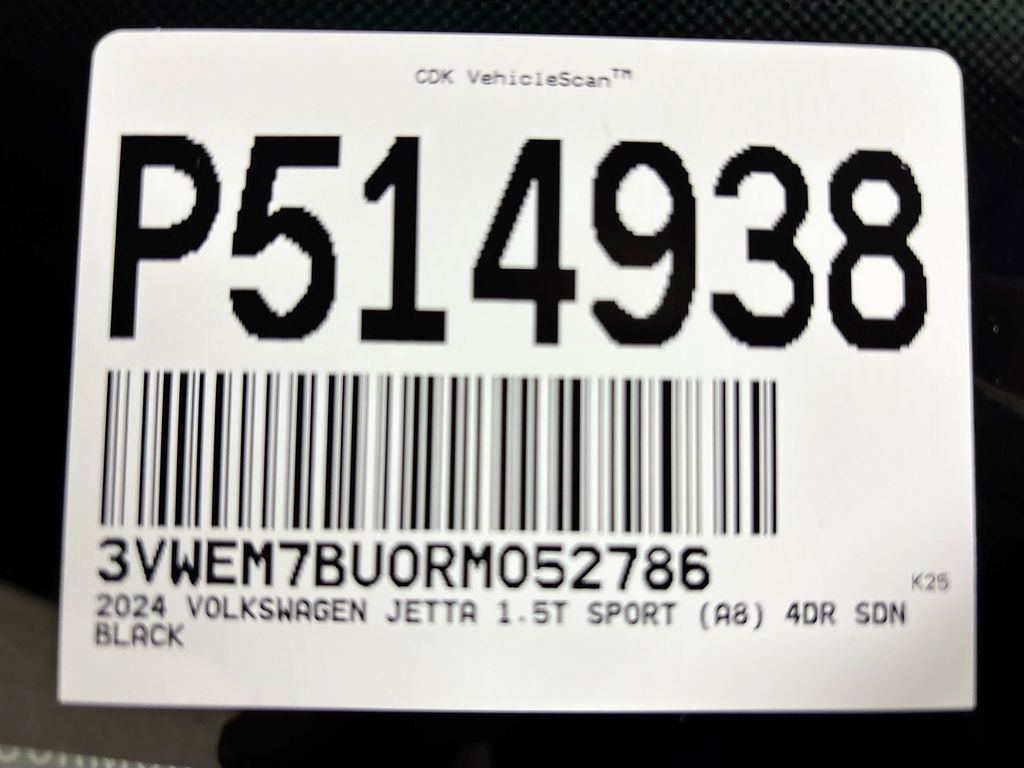 CDK VehicleScan™
P514938
3VWEM7BU0RM052786
K25
2024 VOLKSWAGEN JETTA 1.5T SPORT (A8) 4DR SDN
BLACK